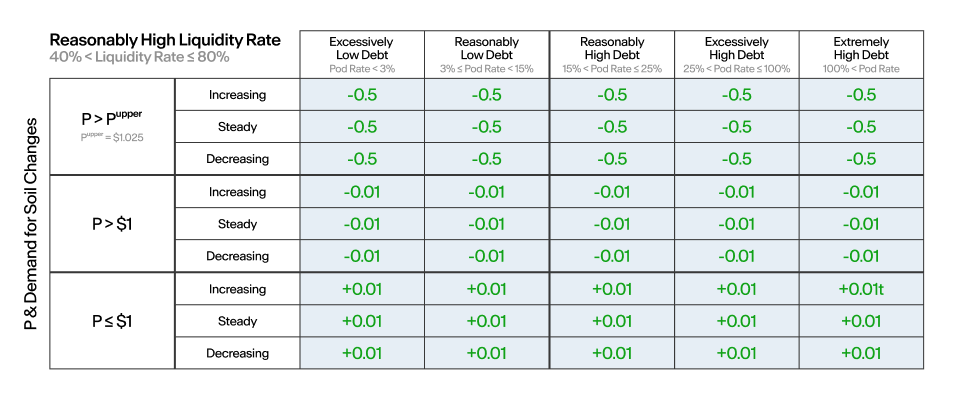 Reasonably High Liquidity Rate
40% < Liquidity Rate ≤ 80%
Excessively Low Debt
Pod Rate < 3%
Reasonably Low Debt
3% ≤ Pod Rate < 15%
Reasonably High Debt
15% < Pod Rate ≤ 25%
Excessively High Debt
25% < Pod Rate ≤ 100%
Extremely High Debt
100% < Pod Rate
P & Demand for Soil Changes
P > Pupper
Pupper = $1.025
Increasing -0.5 -0.5 -0.5 -0.5 -0.5
Steady -0.5 -0.5 -0.5 -0.5 -0.5
Decreasing -0.5 -0.5 -0.5 -0.5 -0.5
P > $1
Increasing -0.01 -0.01 -0.01 -0.01 -0.01
Steady -0.01 -0.01 -0.01 -0.01 -0.01
Decreasing -0.01 -0.01 -0.01 -0.01 -0.01
P ≤ $1
Increasing +0.01 +0.01 +0.01 +0.01 +0.01t
Steady +0.01 +0.01 +0.01 +0.01 +0.01
Decreasing +0.01 +0.01 +0.01 +0.01 +0.01